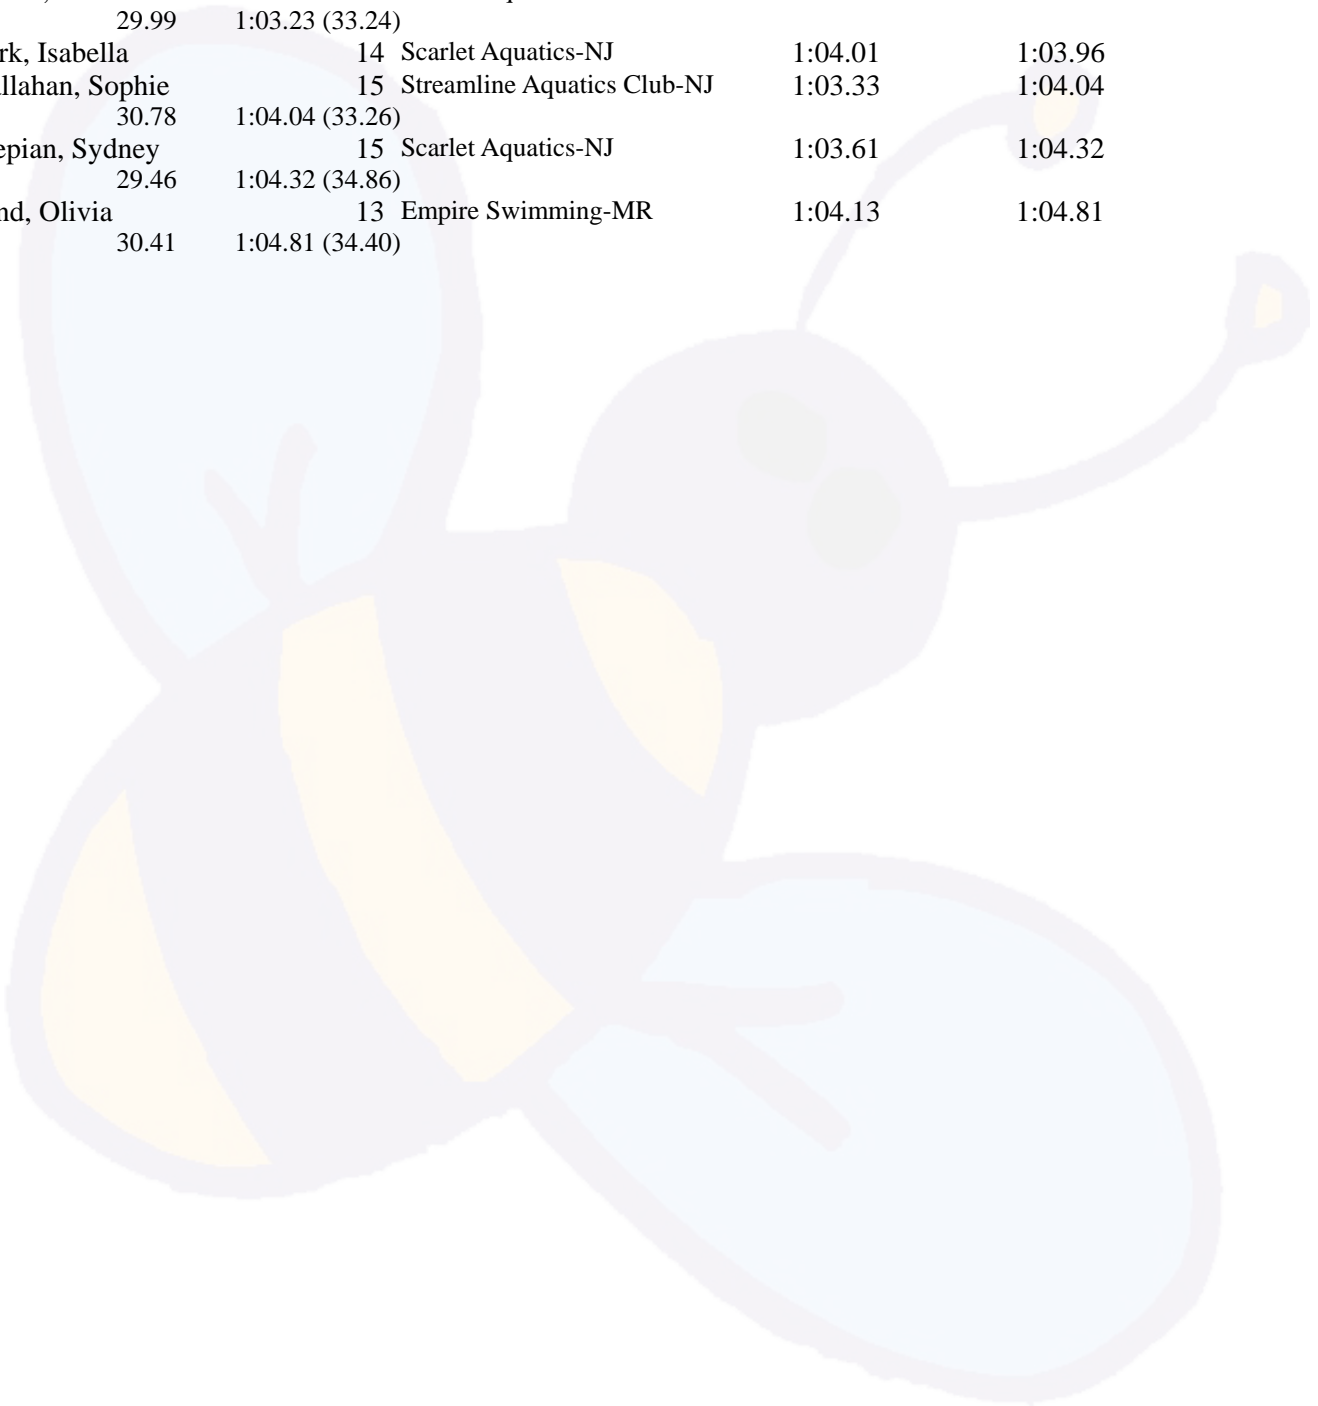 29.99 1:03.23 (33.24)
rk, Isabella 14 Scarlet Aquatics-NJ 1:04.01 1:03.96
allahan, Sophie 15 Streamline Aquatics Club-NJ 1:03.33 1:04.04
30.78 1:04.04 (33.26)
epian, Sydney 15 Scarlet Aquatics-NJ 1:03.61 1:04.32
29.46 1:04.32 (34.86)
nd, Olivia 13 Empire Swimming-MR 1:04.13 1:04.81
30.41 1:04.81 (34.40)